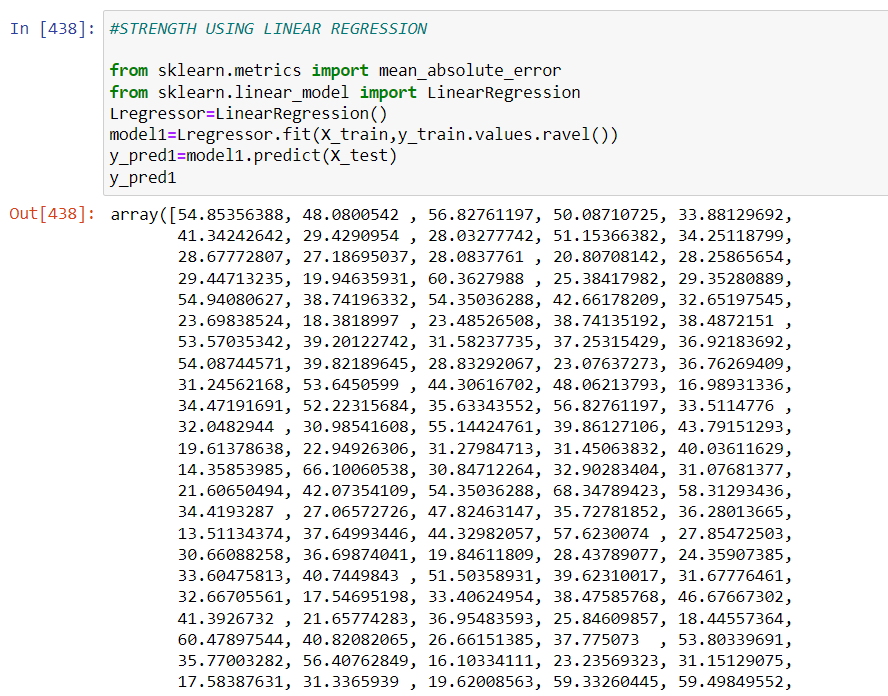 In [438]: #STRENGTH USING LINEAR REGRESSION
from sklearn.metrics import mean_absolute_error
from sklearn.linear_model import LinearRegression
Lregressor=LinearRegression()
model1=Lregressor.fit(X_train,y_train.values.ravel())
y_pred1=model1.predict(X_test)
y_pred1
Out[438]: array([54.85356388, 48.0800542 , 56.82761197, 50.08710725, 33.88129692,
41.34242642, 29.4290954 , 28.03277742, 51.15366382, 34.25118799,
28.67772807, 27.18695037, 28.0837761 , 20.80708142, 28.25865654,
29.44713235, 19.94635931, 60.3627988 , 25.38417982, 29.35280889,
54.94080627, 38.74196332, 54.35036288, 42.66178209, 32.65197545,
23.69838524, 18.3818997 , 23.48526508, 38.74135192, 38.4872151 ,
53.57035342, 39.20122742, 31.58237735, 37.25315429, 36.92183692,
54.08744571, 39.82189645, 28.83292067, 23.07637273, 36.76269409,
31.24562168, 53.6450599 , 44.30616702, 48.06213793, 16.98931336,
34.47191691, 52.22315684, 35.63343552, 56.82761197, 33.5114776 ,
32.0482944 , 30.98541608, 55.14424761, 39.86127106, 43.79151293,
19.61378638, 22.94926306, 31.27984713, 31.45063832, 40.03611629,
14.35853985, 66.10060538, 30.84712264, 32.90283404, 31.07681377,
21.60650494, 42.07354109, 54.35036288, 68.34789423, 58.31293436,
34.4193287 , 27.06572726, 47.82463147, 35.72781852, 36.28013665,
13.51134374, 37.64993446, 44.32982057, 57.6230074 , 27.85472503,
30.66088258, 36.69874041, 19.84611809, 28.43789077, 24.35907385,
33.60475813, 40.7449843 , 51.50358931, 39.62310017, 31.67776461,
32.66705561, 17.54695198, 33.40624954, 38.47585768, 46.67667302,
41.3926732 , 21.65774283, 36.95483593, 25.84609857, 18.44557364,
60.47897544, 40.82082065, 26.66151385, 37.775073  , 53.80339691,
35.77003282, 56.40762849, 16.10334111, 23.23569323, 31.15129075,
17.58387631, 31.3365939 , 19.62008563, 59.33260445, 59.49849552,